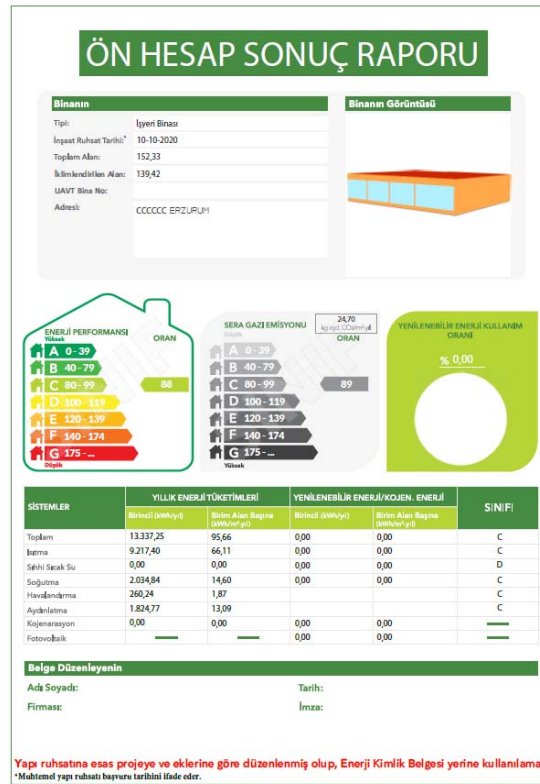 ÖN HESAP SONUÇ RAPORU
Binanın
Tipi: İşyeri Binası
İnşaat Ruhsat Tarihi:* 10-10-2020
Toplam Alan: 152,33
İklimlendirilen Alan: 139,42
UAVT Bina No:
Adresi: CCCCCC ERZURUM
Binanın Görüntüsü
ENERJİ PERFORMANSI
Yüksek
ORAN
A 0-39
B 40-79
C 80-99 88
D 100-119
E 120-139
F 140-174
G 175-...
Düşük
SERA GAZI EMİSYONU
Düşük
24,70
kg eşd. CO₂/m²yıl
ORAN
A 0-39
B 40-79
C 80-99 89
D 100-119
E 120-139
F 140-174
G 175-...
Yüksek
YENİLENEBİLİR ENERJİ KULLANIM
ORANI
% 0,00
SİSTEMLER YILLIK ENERJİ TÜKETİMLERİ YENİLENEBİLİR ENERJİ/KOJEN. ENERJİ SINIFI
Birincil (kWh/yıl) Birim Alan Başına (kWh/m².yıl) Birincil (kWh/yıl) Birim Alan Başına (kWh/m².yıl)
Toplam 13.337,25 95,66 0,00 0,00 C
Isıtma 9.217,40 66,11 0,00 0,00 C
Sıhhi Sıcak Su 0,00 0,00 0,00 0,00 D
Soğutma 2.034,84 14,60 0,00 0,00 C
Havalandırma 260,24 1,87 C
Aydınlatma 1.824,77 13,09 C
Kojenarasyon 0,00 0,00 0,00 0,00
Fotovoltaik 0,00 0,00
Belge Düzenleyenin
Adı Soyadı: Tarih:
Firması: İmza:
Yapı ruhsatına esas projeye ve eklerine göre düzenlenmiş olup, Enerji Kimlik Belgesi yerine kullanılama
*Muhtemel yapı ruhsatı başvuru tarihini ifade eder.